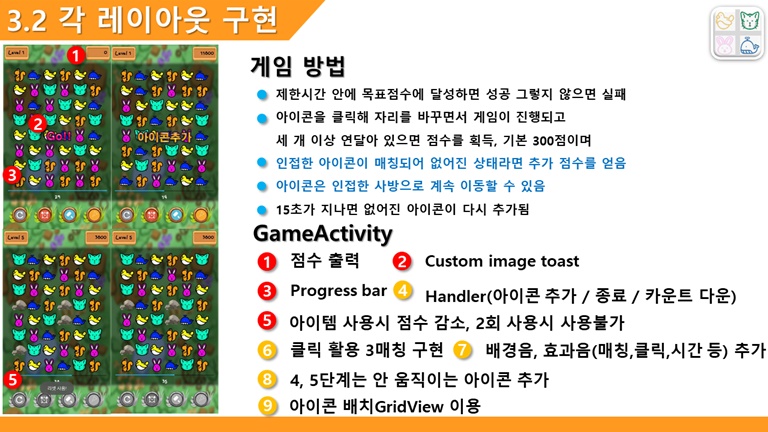 3.2 각 레이아웃 구현
Level 1
0
Level 1
11600
1
2
Go!!
아이콘추가
3
게임 방법
제한시간 안에 목표점수에 달성하면 성공 그렇지 않으면 실패
아이콘을 클릭해 자리를 바꾸면서 게임이 진행되고
세 개 이상 연달아 있으면 점수를 획득, 기본 300점이며
인접한 아이콘이 매칭되어 없어진 상태라면 추가 점수를 얻음
아이콘은 인접한 사방으로 계속 이동할 수 있음
15초가 지나면 없어진 아이콘이 다시 추가됨
GameActivity
1 점수 출력 2 Custom image toast
3 Progress bar 4 Handler(아이콘 추가 / 종료 / 카운트 다운)
5 아이템 사용시 점수 감소, 2회 사용시 사용불가
6 클릭 활용 3매칭 구현 7 배경음, 효과음(매칭,클릭,시간 등) 추가
8 4, 5단계는 안 움직이는 아이콘 추가
9 아이콘 배치GridView 이용
5